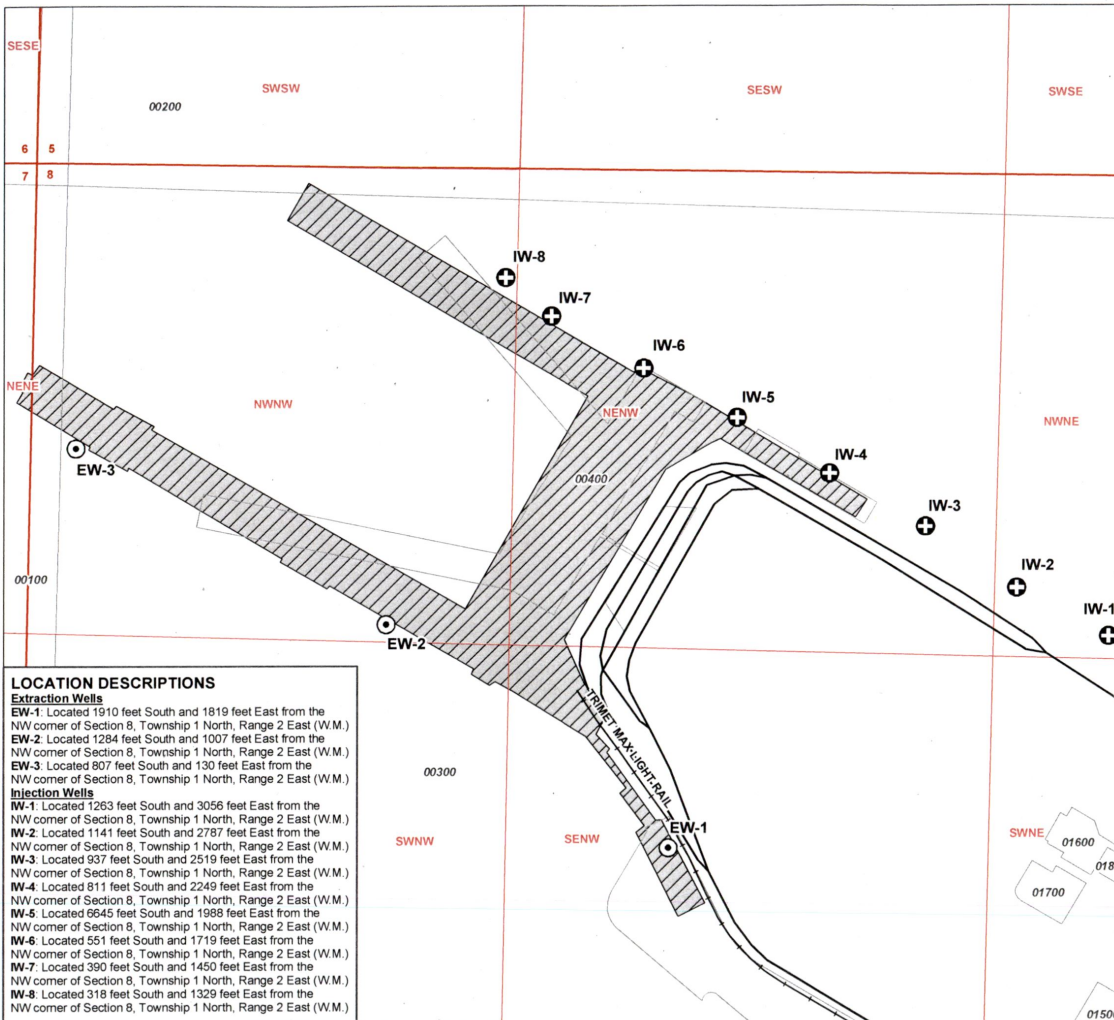 SESE
SWSW
SESW
SWSE
00200
6 5
7 8
IW-8
IW-7
IW-6
IW-5
IW-4
IW-3
IW-2
IW-1
NENE
NWNW
NENW
NWNE
EW-3
00400
00100
EW-2
TRIMET MAX LIGHT RAIL
00300
EW-1
SWNW
SENW
SWNE
01600
018
01700
0150
LOCATION DESCRIPTIONS
Extraction Wells
EW-1: Located 1910 feet South and 1819 feet East from the
NW corner of Section 8, Township 1 North, Range 2 East (W.M.)
EW-2: Located 1284 feet South and 1007 feet East from the
NW corner of Section 8, Township 1 North, Range 2 East (W.M.)
EW-3: Located 807 feet South and 130 feet East from the
NW corner of Section 8, Township 1 North, Range 2 East (W.M.)
Injection Wells
IW-1: Located 1263 feet South and 3056 feet East from the
NW corner of Section 8, Township 1 North, Range 2 East (W.M.)
IW-2: Located 1141 feet South and 2787 feet East from the
NW corner of Section 8, Township 1 North, Range 2 East (W.M.)
IW-3: Located 937 feet South and 2519 feet East from the
NW corner of Section 8, Township 1 North, Range 2 East (W.M.)
IW-4: Located 811 feet South and 2249 feet East from the
NW corner of Section 8, Township 1 North, Range 2 East (W.M.)
IW-5: Located 6645 feet South and 1988 feet East from the
NW corner of Section 8, Township 1 North, Range 2 East (W.M.)
IW-6: Located 551 feet South and 1719 feet East from the
NW corner of Section 8, Township 1 North, Range 2 East (W.M.)
IW-7: Located 390 feet South and 1450 feet East from the
NW corner of Section 8, Township 1 North, Range 2 East (W.M.)
IW-8: Located 318 feet South and 1329 feet East from the
NW corner of Section 8, Township 1 North, Range 2 East (W.M.)